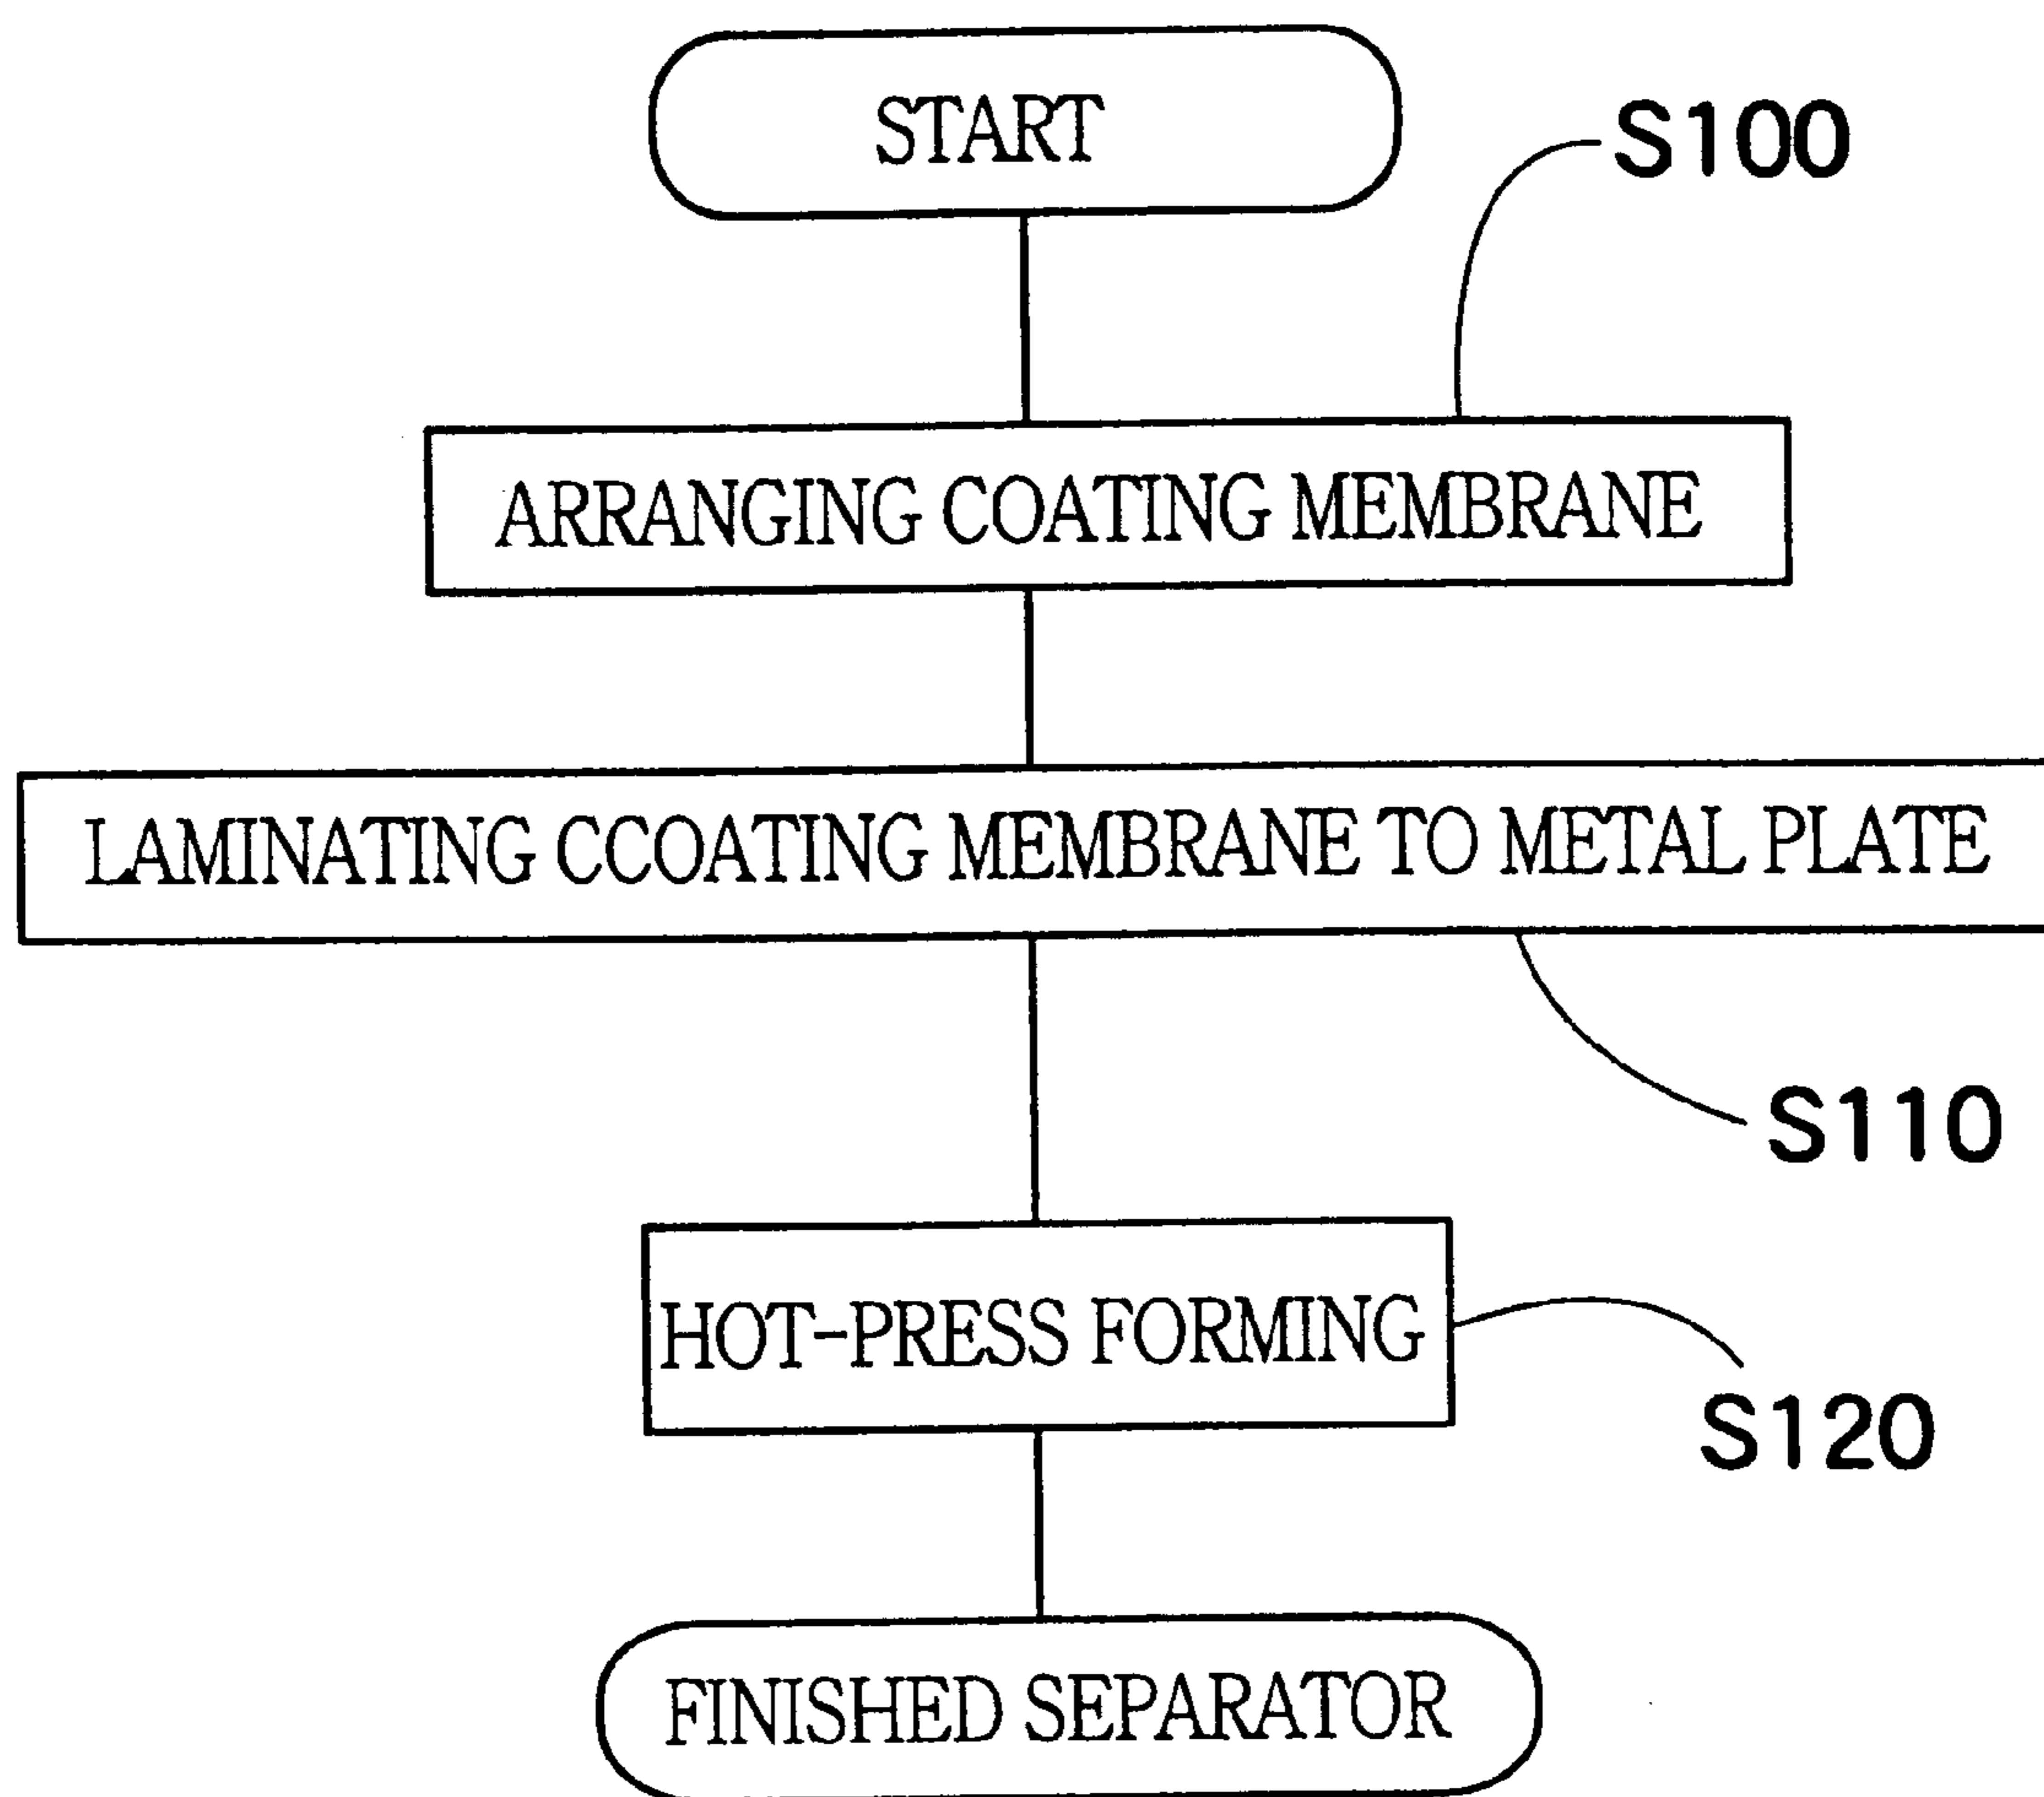 START
S100
ARRANGING COATING MEMBRANE
LAMINATING CCOATING MEMBRANE TO METAL PLATE
S110
HOT-PRESS FORMING
S120
FINISHED SEPARATOR